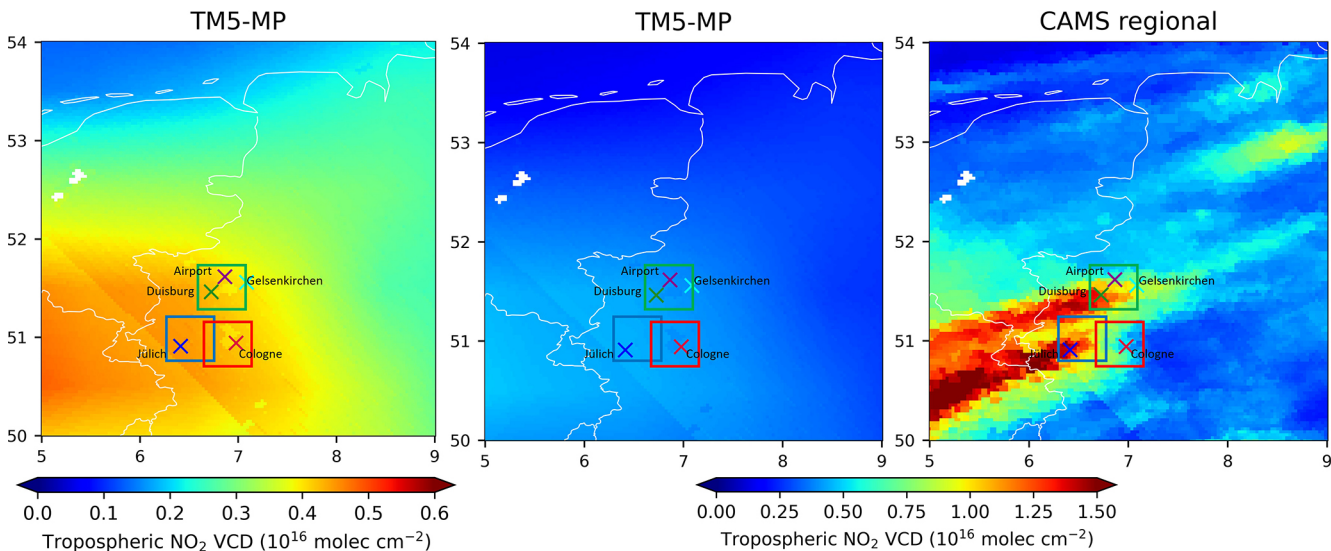 TM5-MP
TM5-MP
CAMS regional
54
53
52
51
50
5
6
7
8
9
Airport
Duisburg
Gelsenkirchen
Jülich
Cologne
54
53
52
51
50
5
6
7
8
9
Airport
Duisburg
Gelsenkirchen
Jülich
Cologne
54
53
52
51
50
5
6
7
8
9
Airport
Duisburg
Gelsenkirchen
Jülich
Cologne
0.0 0.1 0.2 0.3 0.4 0.5 0.6
Tropospheric NO₂ VCD (10¹⁶ molec cm⁻²)
0.00 0.25 0.50 0.75 1.00 1.25 1.50
Tropospheric NO₂ VCD (10¹⁶ molec cm⁻²)